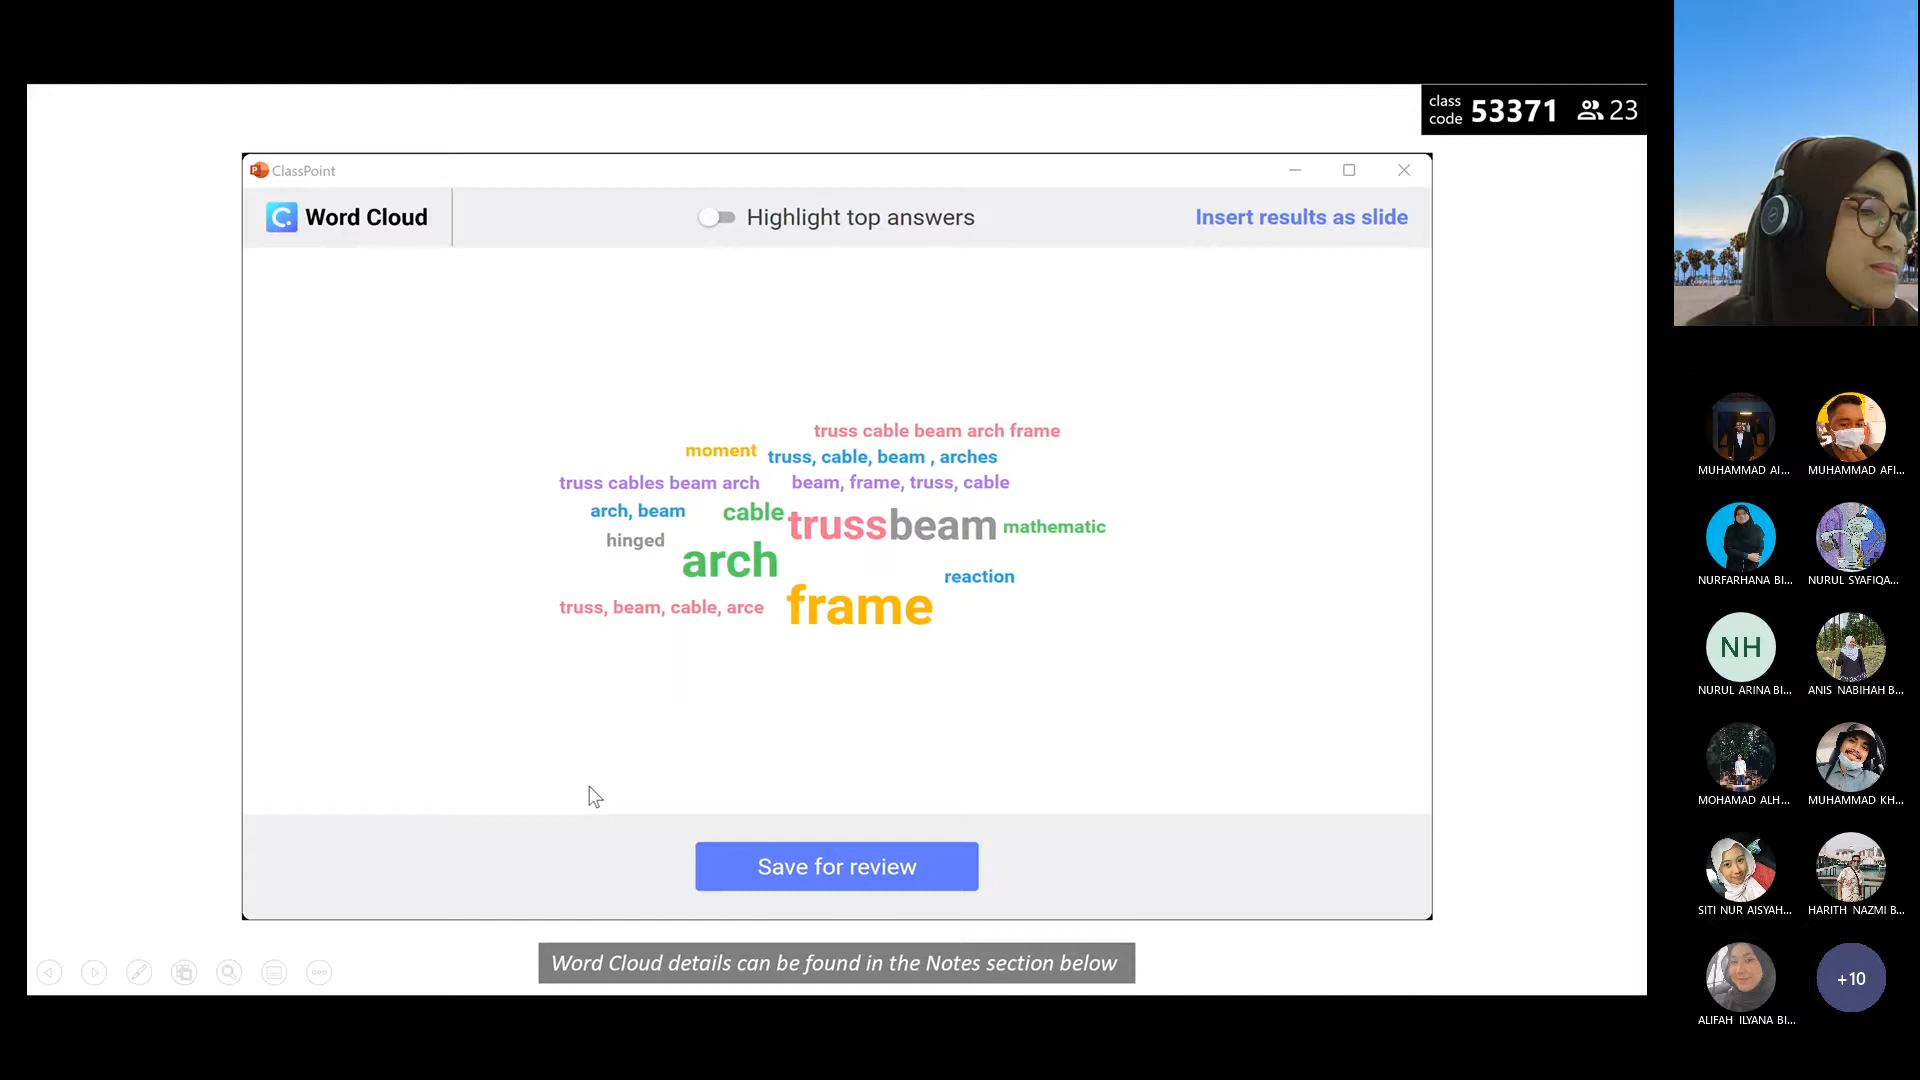 class
code 53371 23
ClassPoint
Word Cloud
Highlight top answers
Insert results as slide
truss cable beam arch frame
moment
truss, cable, beam , arches
truss cables beam arch
beam, frame, truss, cable
arch, beam
cable
truss
beam
mathematic
hinged
arch
reaction
truss, beam, cable, arce
frame
Save for review
Word Cloud details can be found in the Notes section below
MUHAMMAD AI...
MUHAMMAD AFI...
NURFARHANA BI...
NURUL SYAFIQA...
NH
NURUL ARINA BI...
ANIS NABIHAH B...
MOHAMAD ALH...
MUHAMMAD KH...
SITI NUR AISYAH...
HARITH NAZMI B...
ALIFAH ILYANA BI...
+10